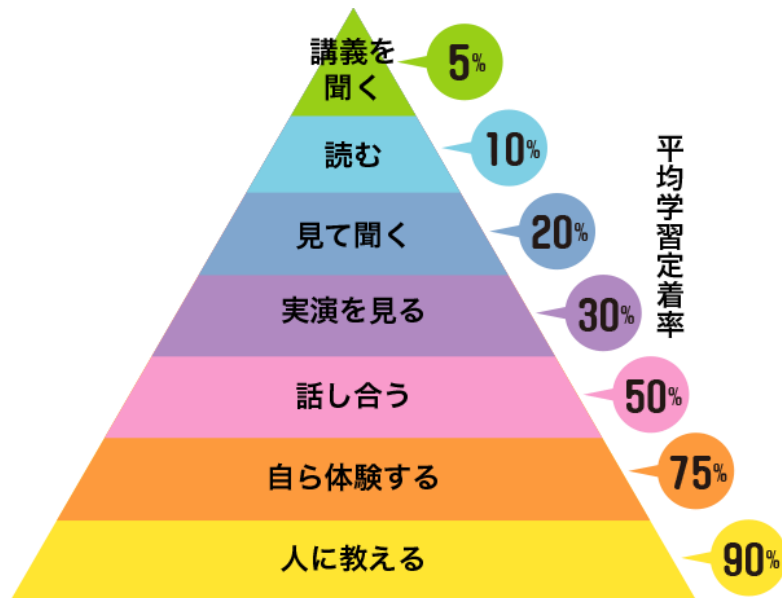 講義を
聞く
5%
読む
10%
見て聞く
20%
実演を見る
30%
話し合う
50%
自ら体験する
75%
人に教える
90%
平均学習定着率